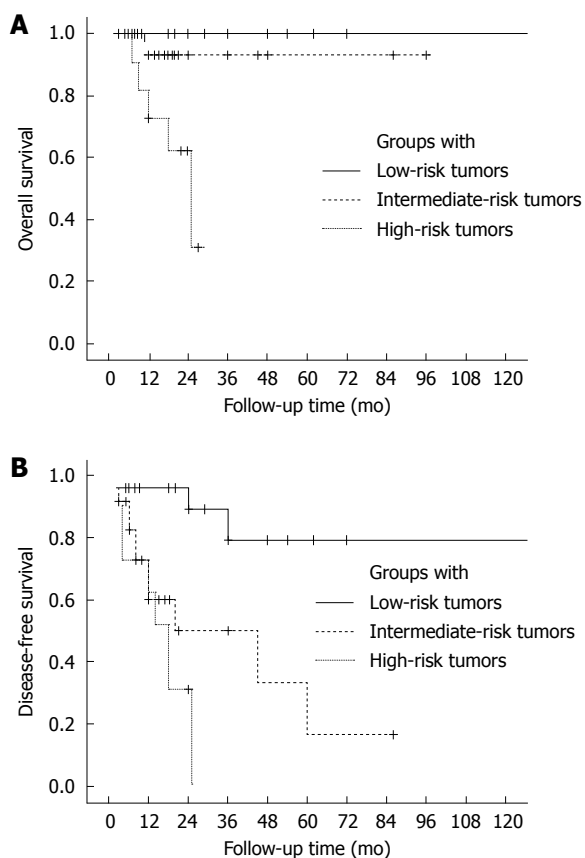 A
1.0
0.8
0.6
0.4
0.2
0.0
Overall survival
Groups with
Low-risk tumors
Intermediate-risk tumors
High-risk tumors
0 12 24 36 48 60 72 84 96 108 120
Follow-up time (mo)
B
1.0
0.8
0.6
0.4
0.2
0.0
Disease-free survival
Groups with
Low-risk tumors
Intermediate-risk tumors
High-risk tumors
0 12 24 36 48 60 72 84 96 108 120
Follow-up time (mo)